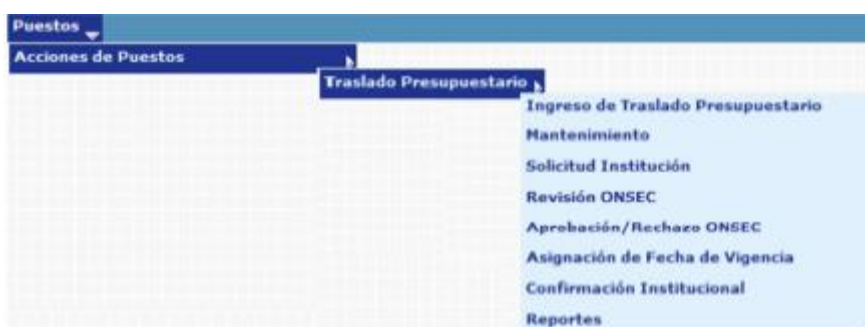 Puestos
Acciones de Puestos
Traslado Presupuestario
Ingreso de Traslado Presupuestario
Mantenimiento
Solicitud Institución
Revisión ONSEC
Aprobación/Rechazo ONSEC
Asignación de Fecha de Vigencia
Confirmación Institucional
Reportes